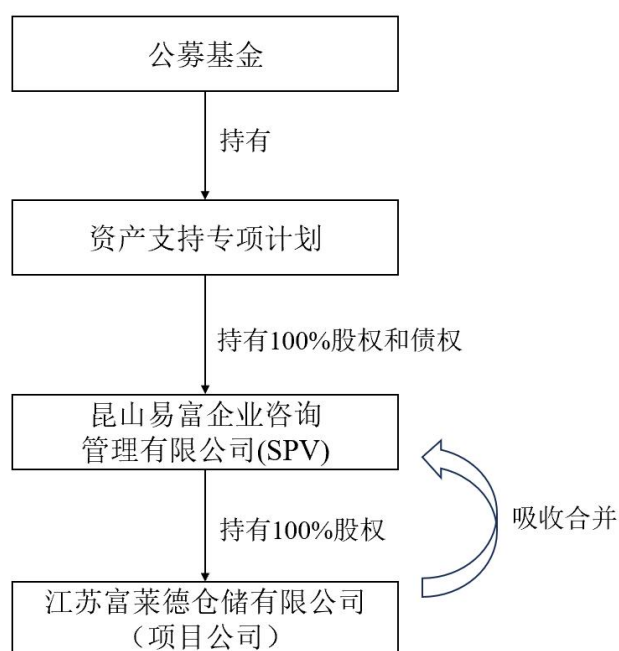 公募基金
持有
资产支持专项计划
持有100%股权和债权
昆山易富企业咨询
管理有限公司(SPV)
持有100%股权
吸收合并
江苏富莱德仓储有限公司
（项目公司）